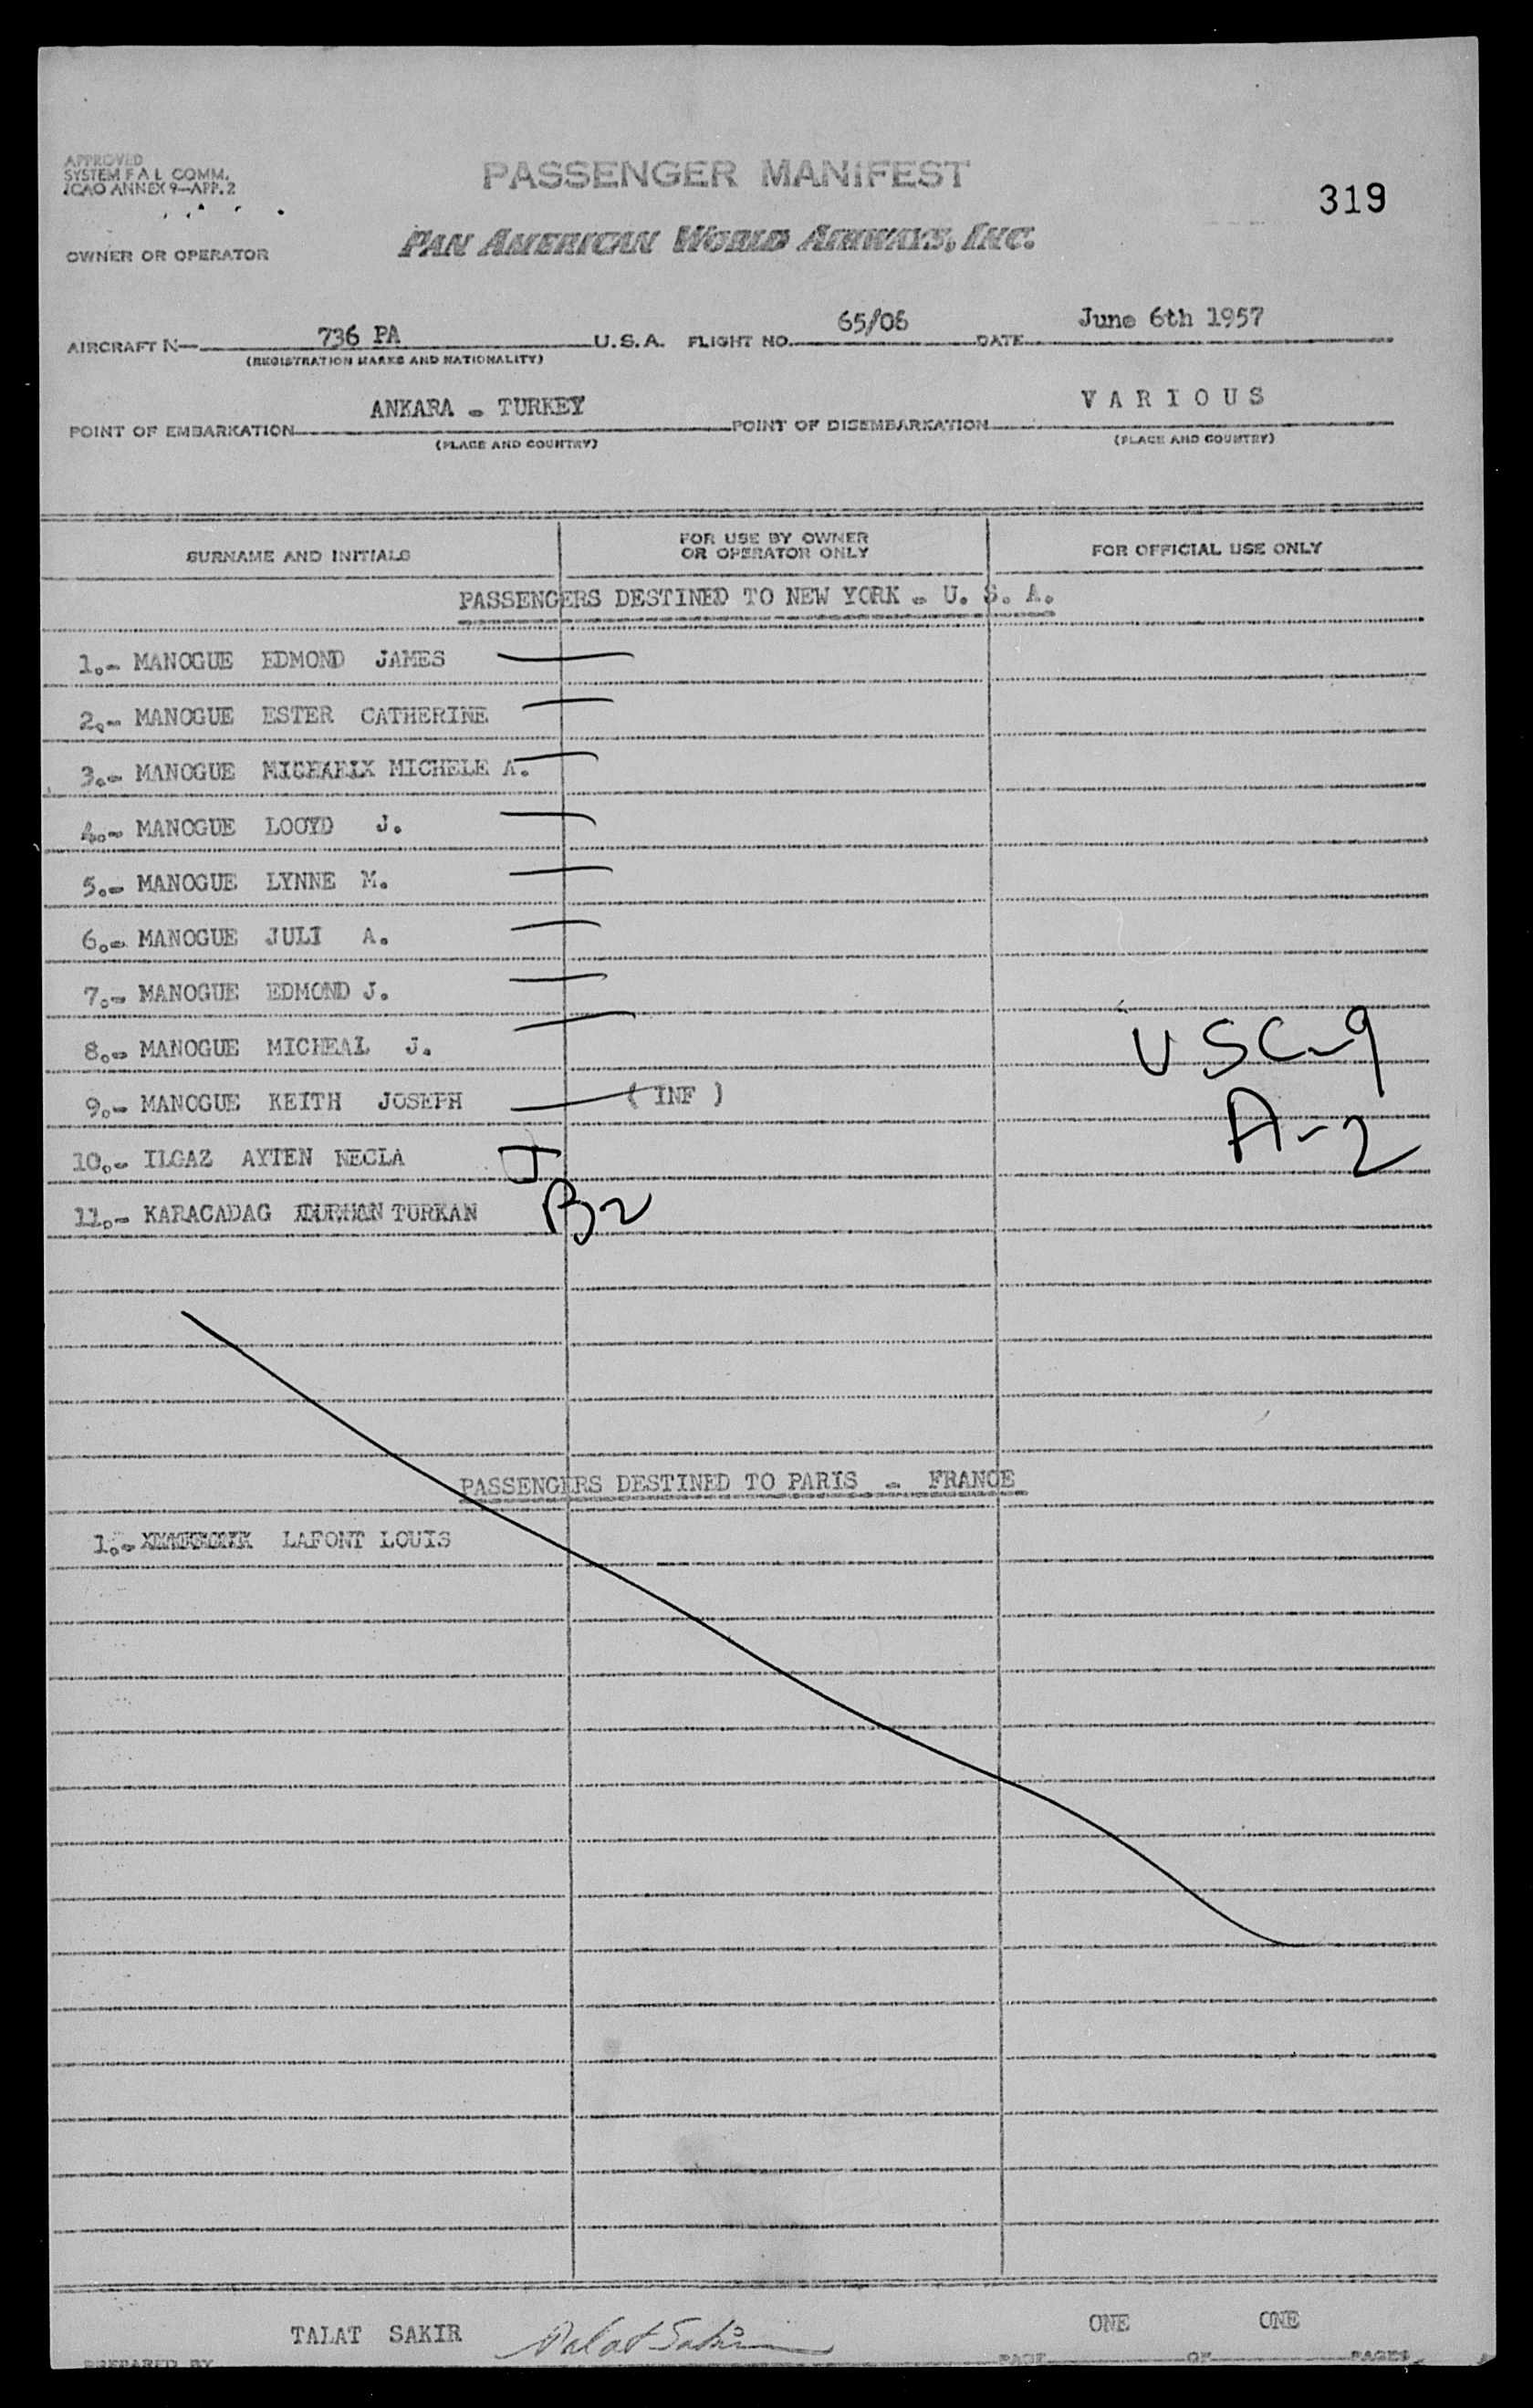 APPROVED
SYSTEM F A L COMM.
ICAO ANNEX 9—APP. 2
PASSENGER MANIFEST
319
OWNER OR OPERATOR
PAN AMERICAN WORLD AIRWAYS, INC.
AIRCRAFT N— 736 PA U.S.A. FLIGHT NO. 65/06 DATE June 6th 1957
(REGISTRATION MARKS AND NATIONALITY)
POINT OF EMBARKATION ANKARA - TURKEY POINT OF DISEMBARKATION VARIOUS
(PLACE AND COUNTRY) (PLACE AND COUNTRY)
SURNAME AND INITIALS FOR USE BY OWNER OR OPERATOR ONLY FOR OFFICIAL USE ONLY
PASSENGERS DESTINED TO NEW YORK - U. S. A.
1.- MANOGUE EDMOND JAMES
2.- MANOGUE ESTER CATHERINE
3.- MANOGUE MICHELE A.
4.- MANOGUE LOOYD J.
5.- MANOGUE LYNNE M.
6.- MANOGUE JULI A.
7.- MANOGUE EDMOND J.
8.- MANOGUE MICHEAL J.
USC-9
9.- MANOGUE KEITH JOSEPH ( INF )
A-2
10.- ILGAZ AYTEN NECLA
11.- KARACADAG TURKAN B2
PASSENGERS DESTINED TO PARIS - FRANCE
1.- LAFONT LOUIS
TALAT SAKIR Talat Sakir ONE ONE
PREPARED BY PAGE OF PAGES